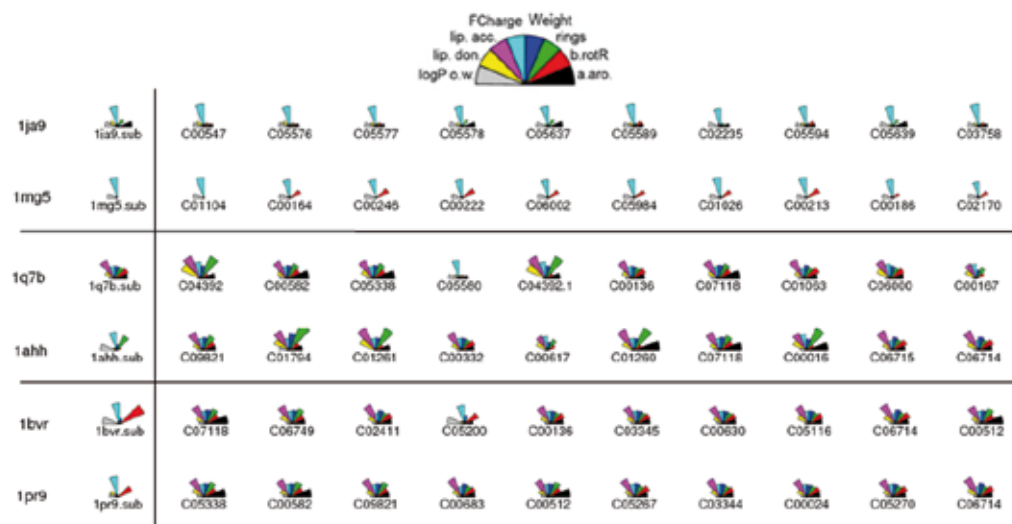 FCharge Weight
lip. acc. rings
lip. don. b.rotR
logP o.w. a.aro.
1ja9 1ja9.sub C00547 C05576 C05577 C05578 C05637 C05589 C02235 C05594 C05639 C03758
1mg5 1mg5.sub C01104 C00164 C00246 C00222 C06002 C05984 C01026 C00213 C00186 C02170
1q7b 1q7b.sub C04392 C00582 C05338 C05580 C04392.1 C00136 C07118 C01063 C00167
1ahh 1ahh.sub C09821 C01794 C01261 C00332 C00617 C01260 C07118 C00016 C06715 C06714
1bvr 1bvr.sub C07118 C06749 C02411 C05200 C00136 C03345 C00630 C05116 C06714 C00512
1pr9 1pr9.sub C05338 C00582 C09821 C00683 C00512 C05267 C03344 C00024 C05270 C06714